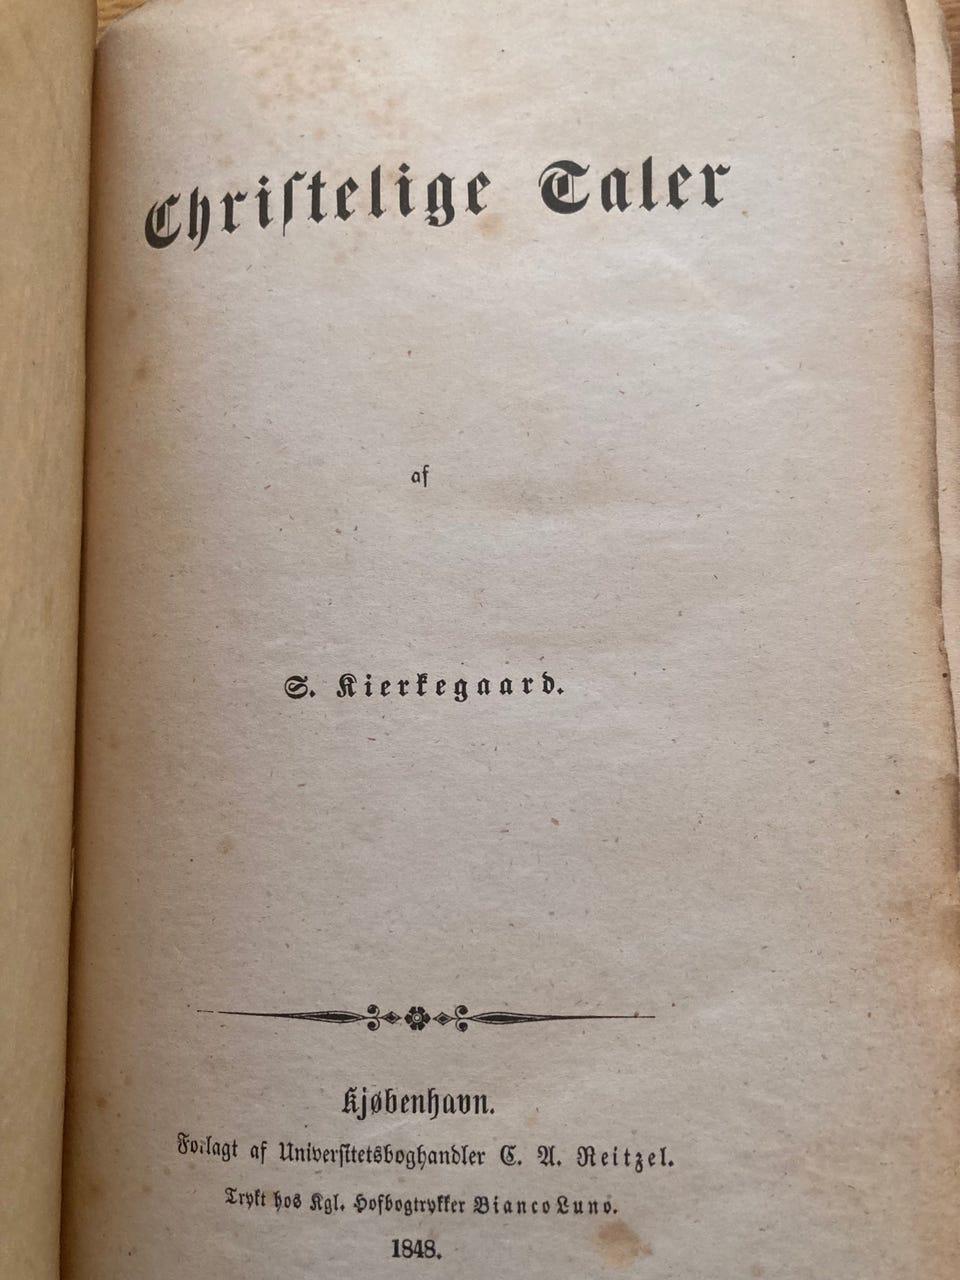 Chriſtelige Taler
af
S. Kierkegaard.
Kjøbenhavn.
Forlagt af Univerſitetsboghandler C. A. Reitzel.
Trykt hos Kgl. Hofbogtrykker Bianco Luno.
1848.